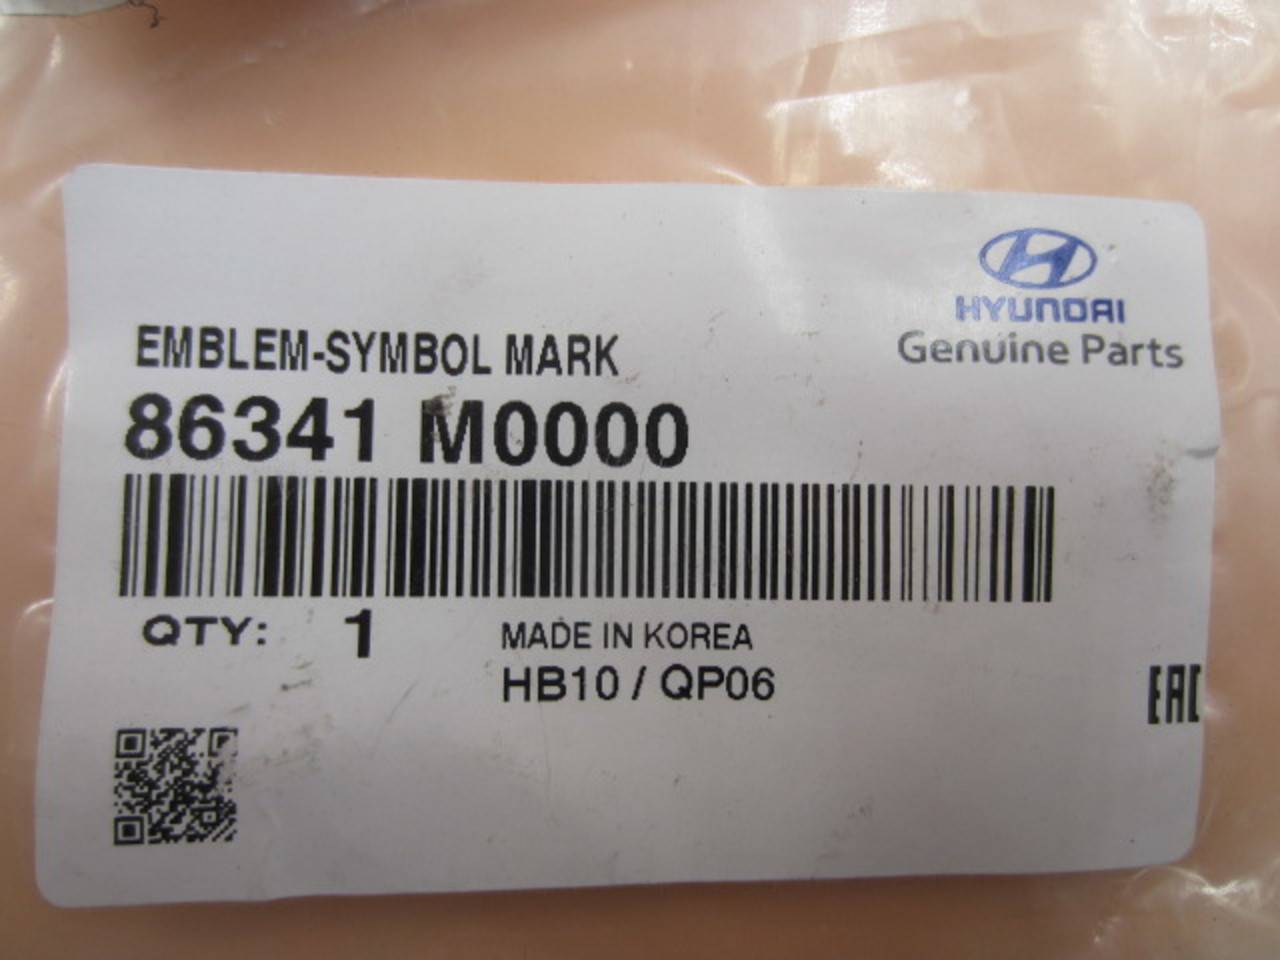 HYUNDAI
Genuine Parts
EMBLEM-SYMBOL MARK
86341 M0000
QTY: 1
MADE IN KOREA
HB10 / QP06
EAC